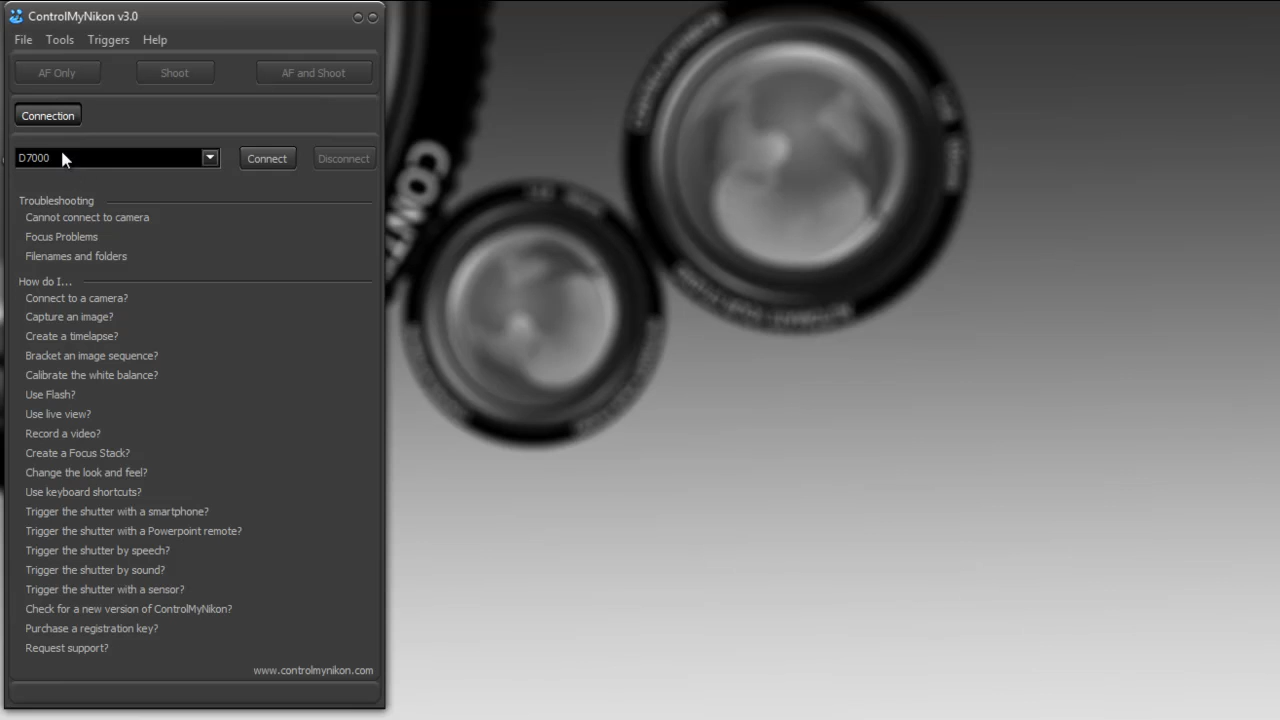 ControlMyNikon v3.0
File Tools Triggers Help
AF Only Shoot AF and Shoot
Connection
D7000 Connect Disconnect
Troubleshooting
Cannot connect to camera
Focus Problems
Filenames and folders
How do I...
Connect to a camera?
Capture an image?
Create a timelapse?
Bracket an image sequence?
Calibrate the white balance?
Use Flash?
Use live view?
Record a video?
Create a Focus Stack?
Change the look and feel?
Use keyboard shortcuts?
Trigger the shutter with a smartphone?
Trigger the shutter with a Powerpoint remote?
Trigger the shutter by speech?
Trigger the shutter by sound?
Trigger the shutter with a sensor?
Check for a new version of ControlMyNikon?
Purchase a registration key?
Request support?
www.controlmynikon.com
CONT